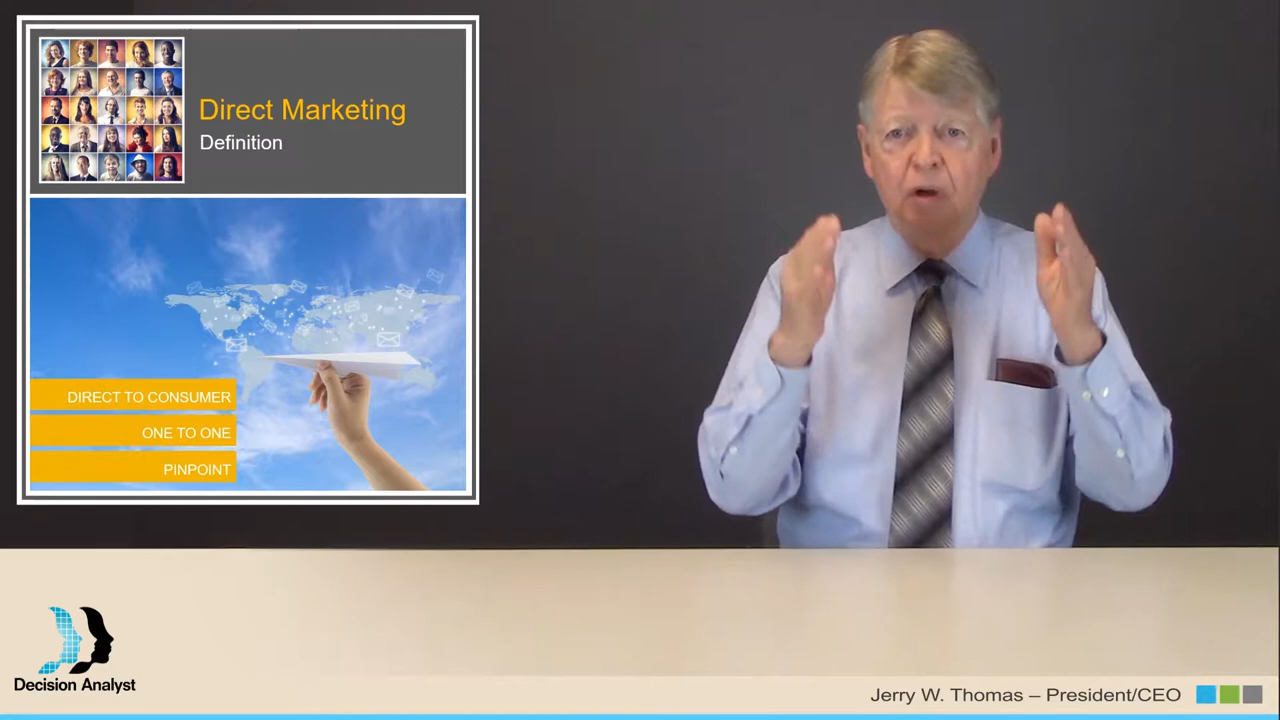 Direct Marketing
Definition
DIRECT TO CONSUMER
ONE TO ONE
PINPOINT
Decision Analyst
Jerry W. Thomas – President/CEO